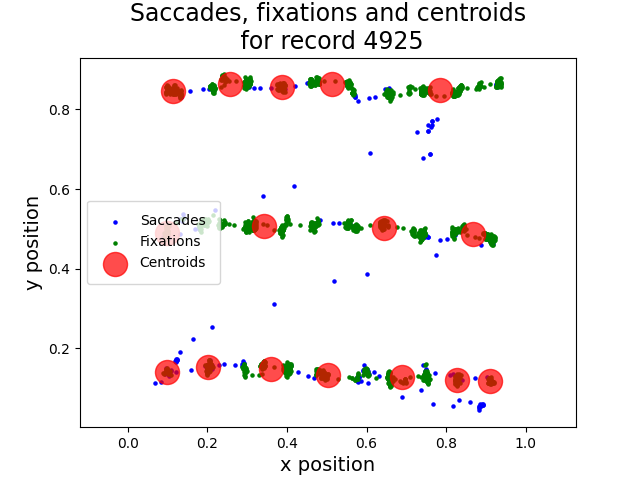 Saccades, fixations and centroids
for record 4925
y position
0.8
0.6
0.4
0.2
Saccades
Fixations
Centroids
0.0 0.2 0.4 0.6 0.8 1.0
x position